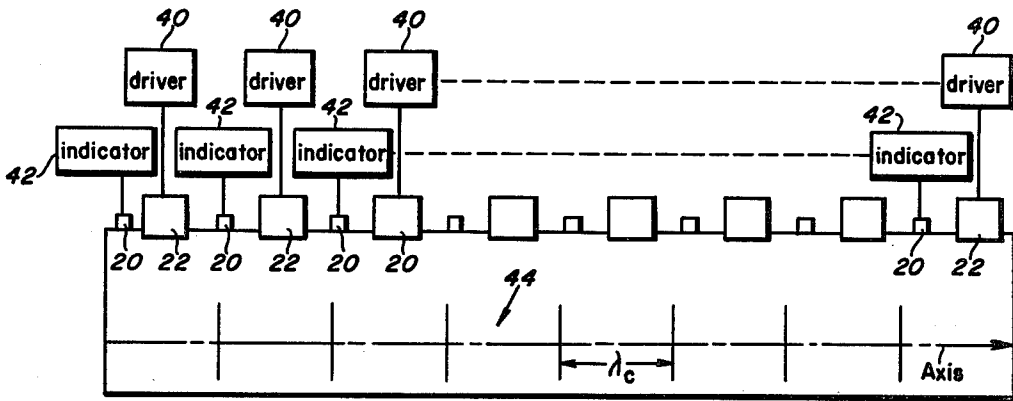 40 40 40 40
driver driver driver driver
42 42 42
indicator indicator indicator indicator
42
20 22 20 22 20 20 20 22
44
λc
Axis